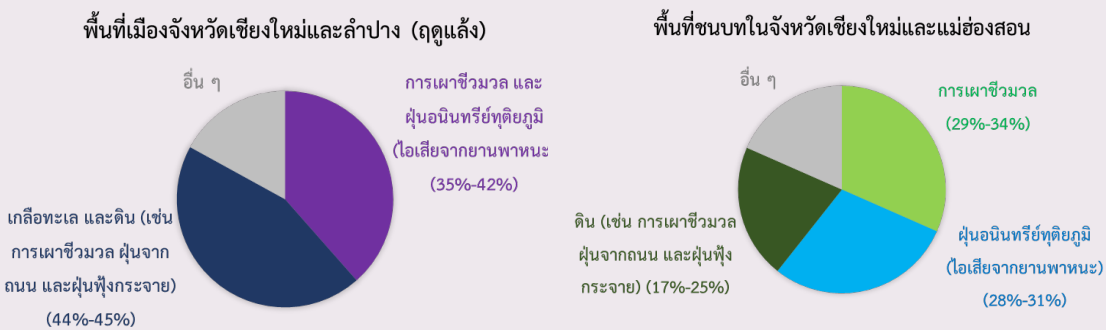 พื้นที่เมืองจังหวัดเชียงใหม่และลำปาง (ฤดูแล้ง)
อื่น ๆ
การเผาชีวมวล และ
ฝุ่นอนินทรีย์ทุติยภูมิ
(ไอเสียจากยานพาหนะ
(35%-42%)
เกลือทะเล และดิน (เช่น
การเผาชีวมวล ฝุ่นจาก
ถนน และฝุ่นฟุ้งกระจาย)
(44%-45%)
พื้นที่ชนบทในจังหวัดเชียงใหม่และแม่ฮ่องสอน
อื่น ๆ
การเผาชีวมวล
(29%-34%)
ดิน (เช่น การเผาชีวมวล
ฝุ่นจากถนน และฝุ่นฟุ้ง
กระจาย) (17%-25%)
ฝุ่นอนินทรีย์ทุติยภูมิ
(ไอเสียจากยานพาหนะ)
(28%-31%)